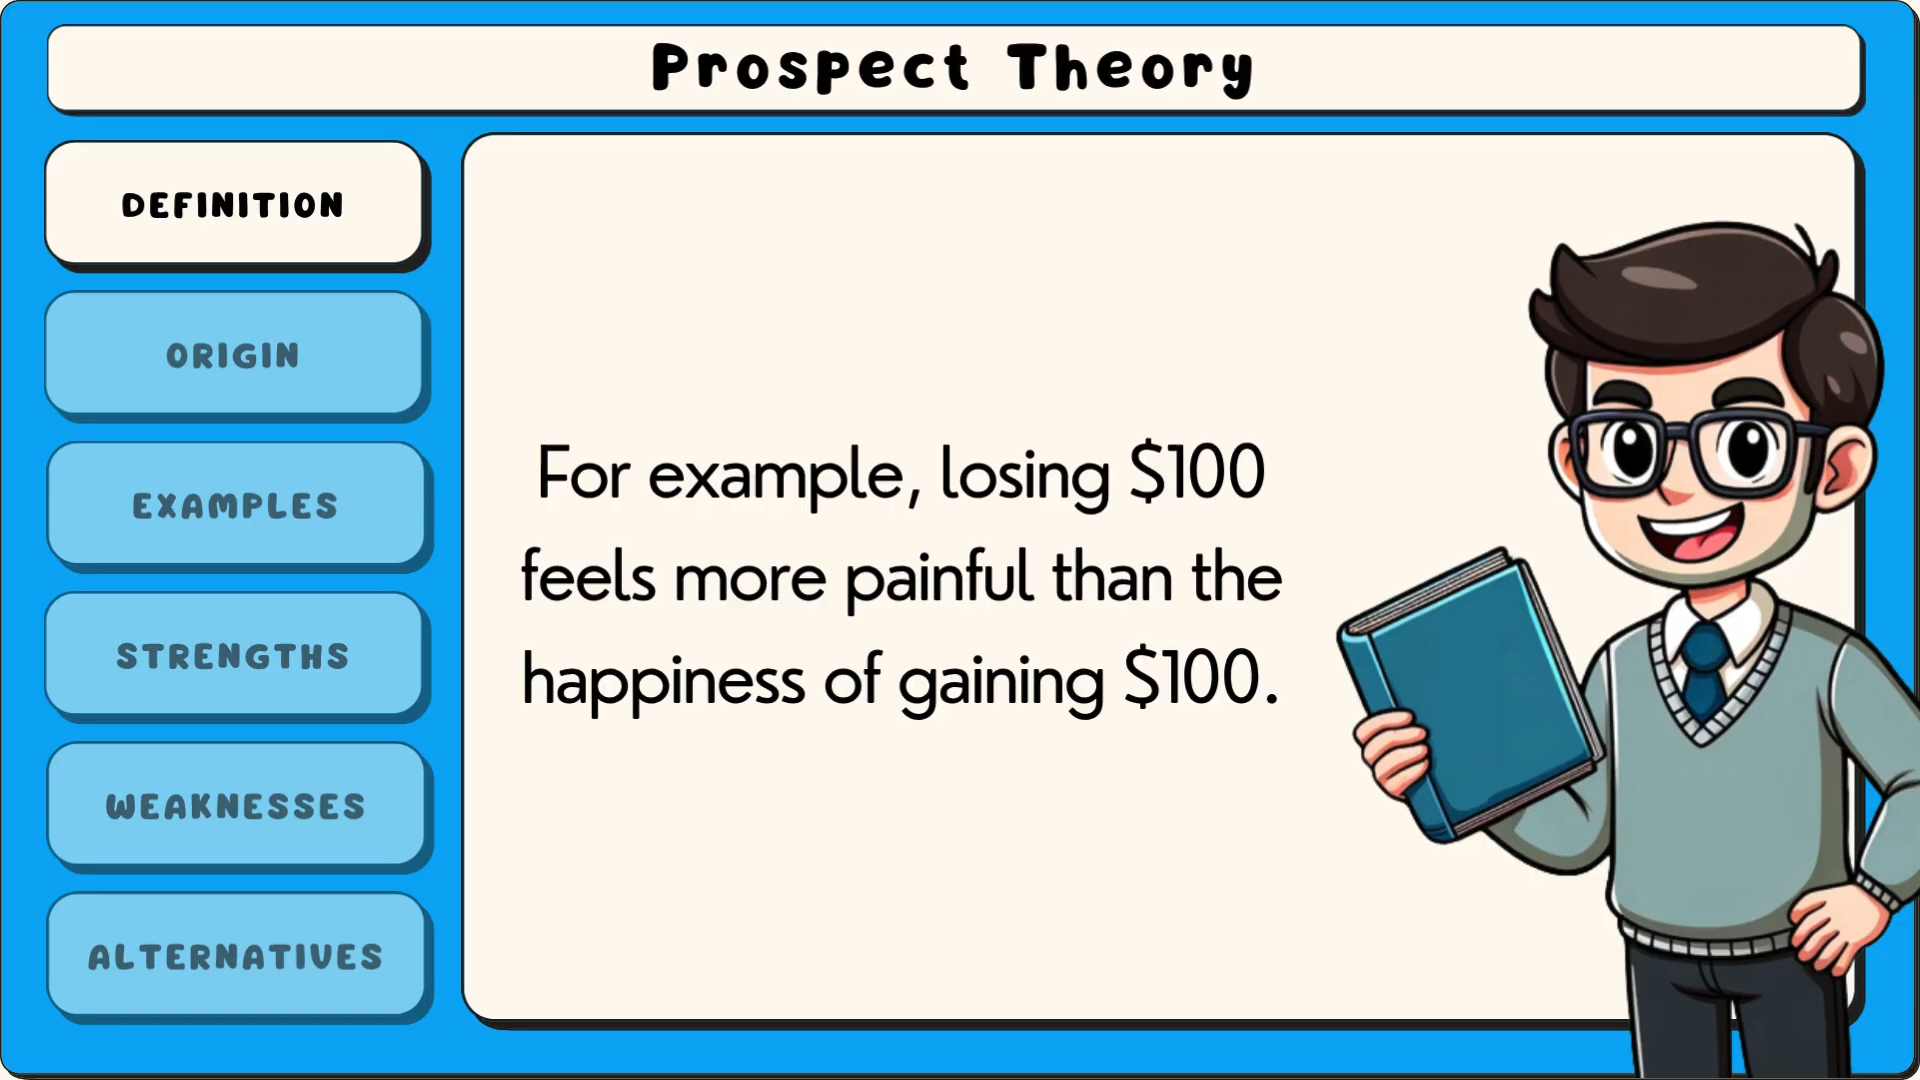 Prospect Theory
DEFINITION
ORIGIN
EXAMPLES
STRENGTHS
WEAKNESSES
ALTERNATIVES
For example, losing $100
feels more painful than the
happiness of gaining $100.